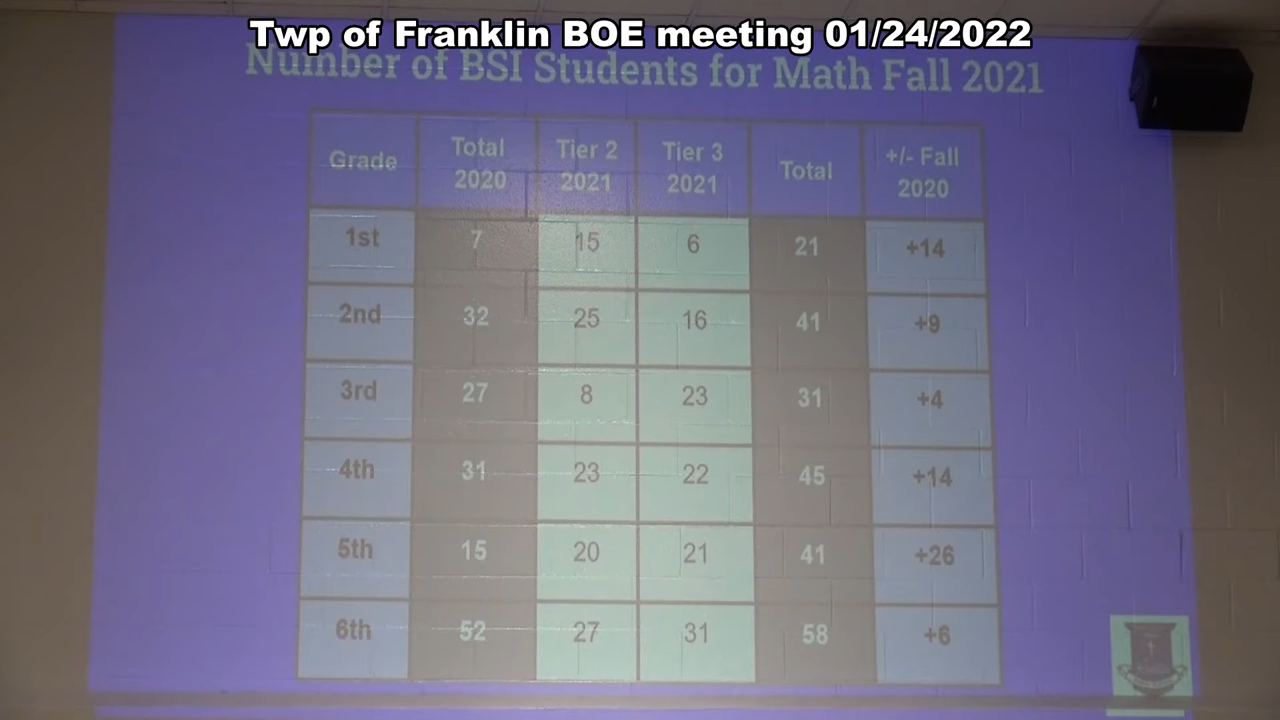 Twp of Franklin BOE meeting 01/24/2022
Number of BSI Students for Math Fall 2021
Grade Total 2020 Tier 2 2021 Tier 3 2021 Total +/- Fall 2020
1st 7 15 6 21 +14
2nd 32 25 16 41 +9
3rd 27 8 23 31 +4
4th 31 23 22 45 +14
5th 15 20 21 41 +26
6th 52 27 31 58 +6